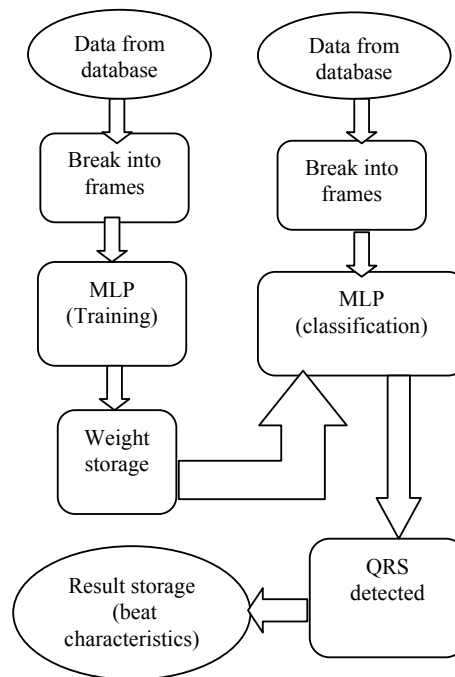 Data from
database
Break into
frames
MLP
(Training)
Weight
storage
Data from
database
Break into
frames
MLP
(classification)
QRS
detected
Result storage
(beat
characteristics)